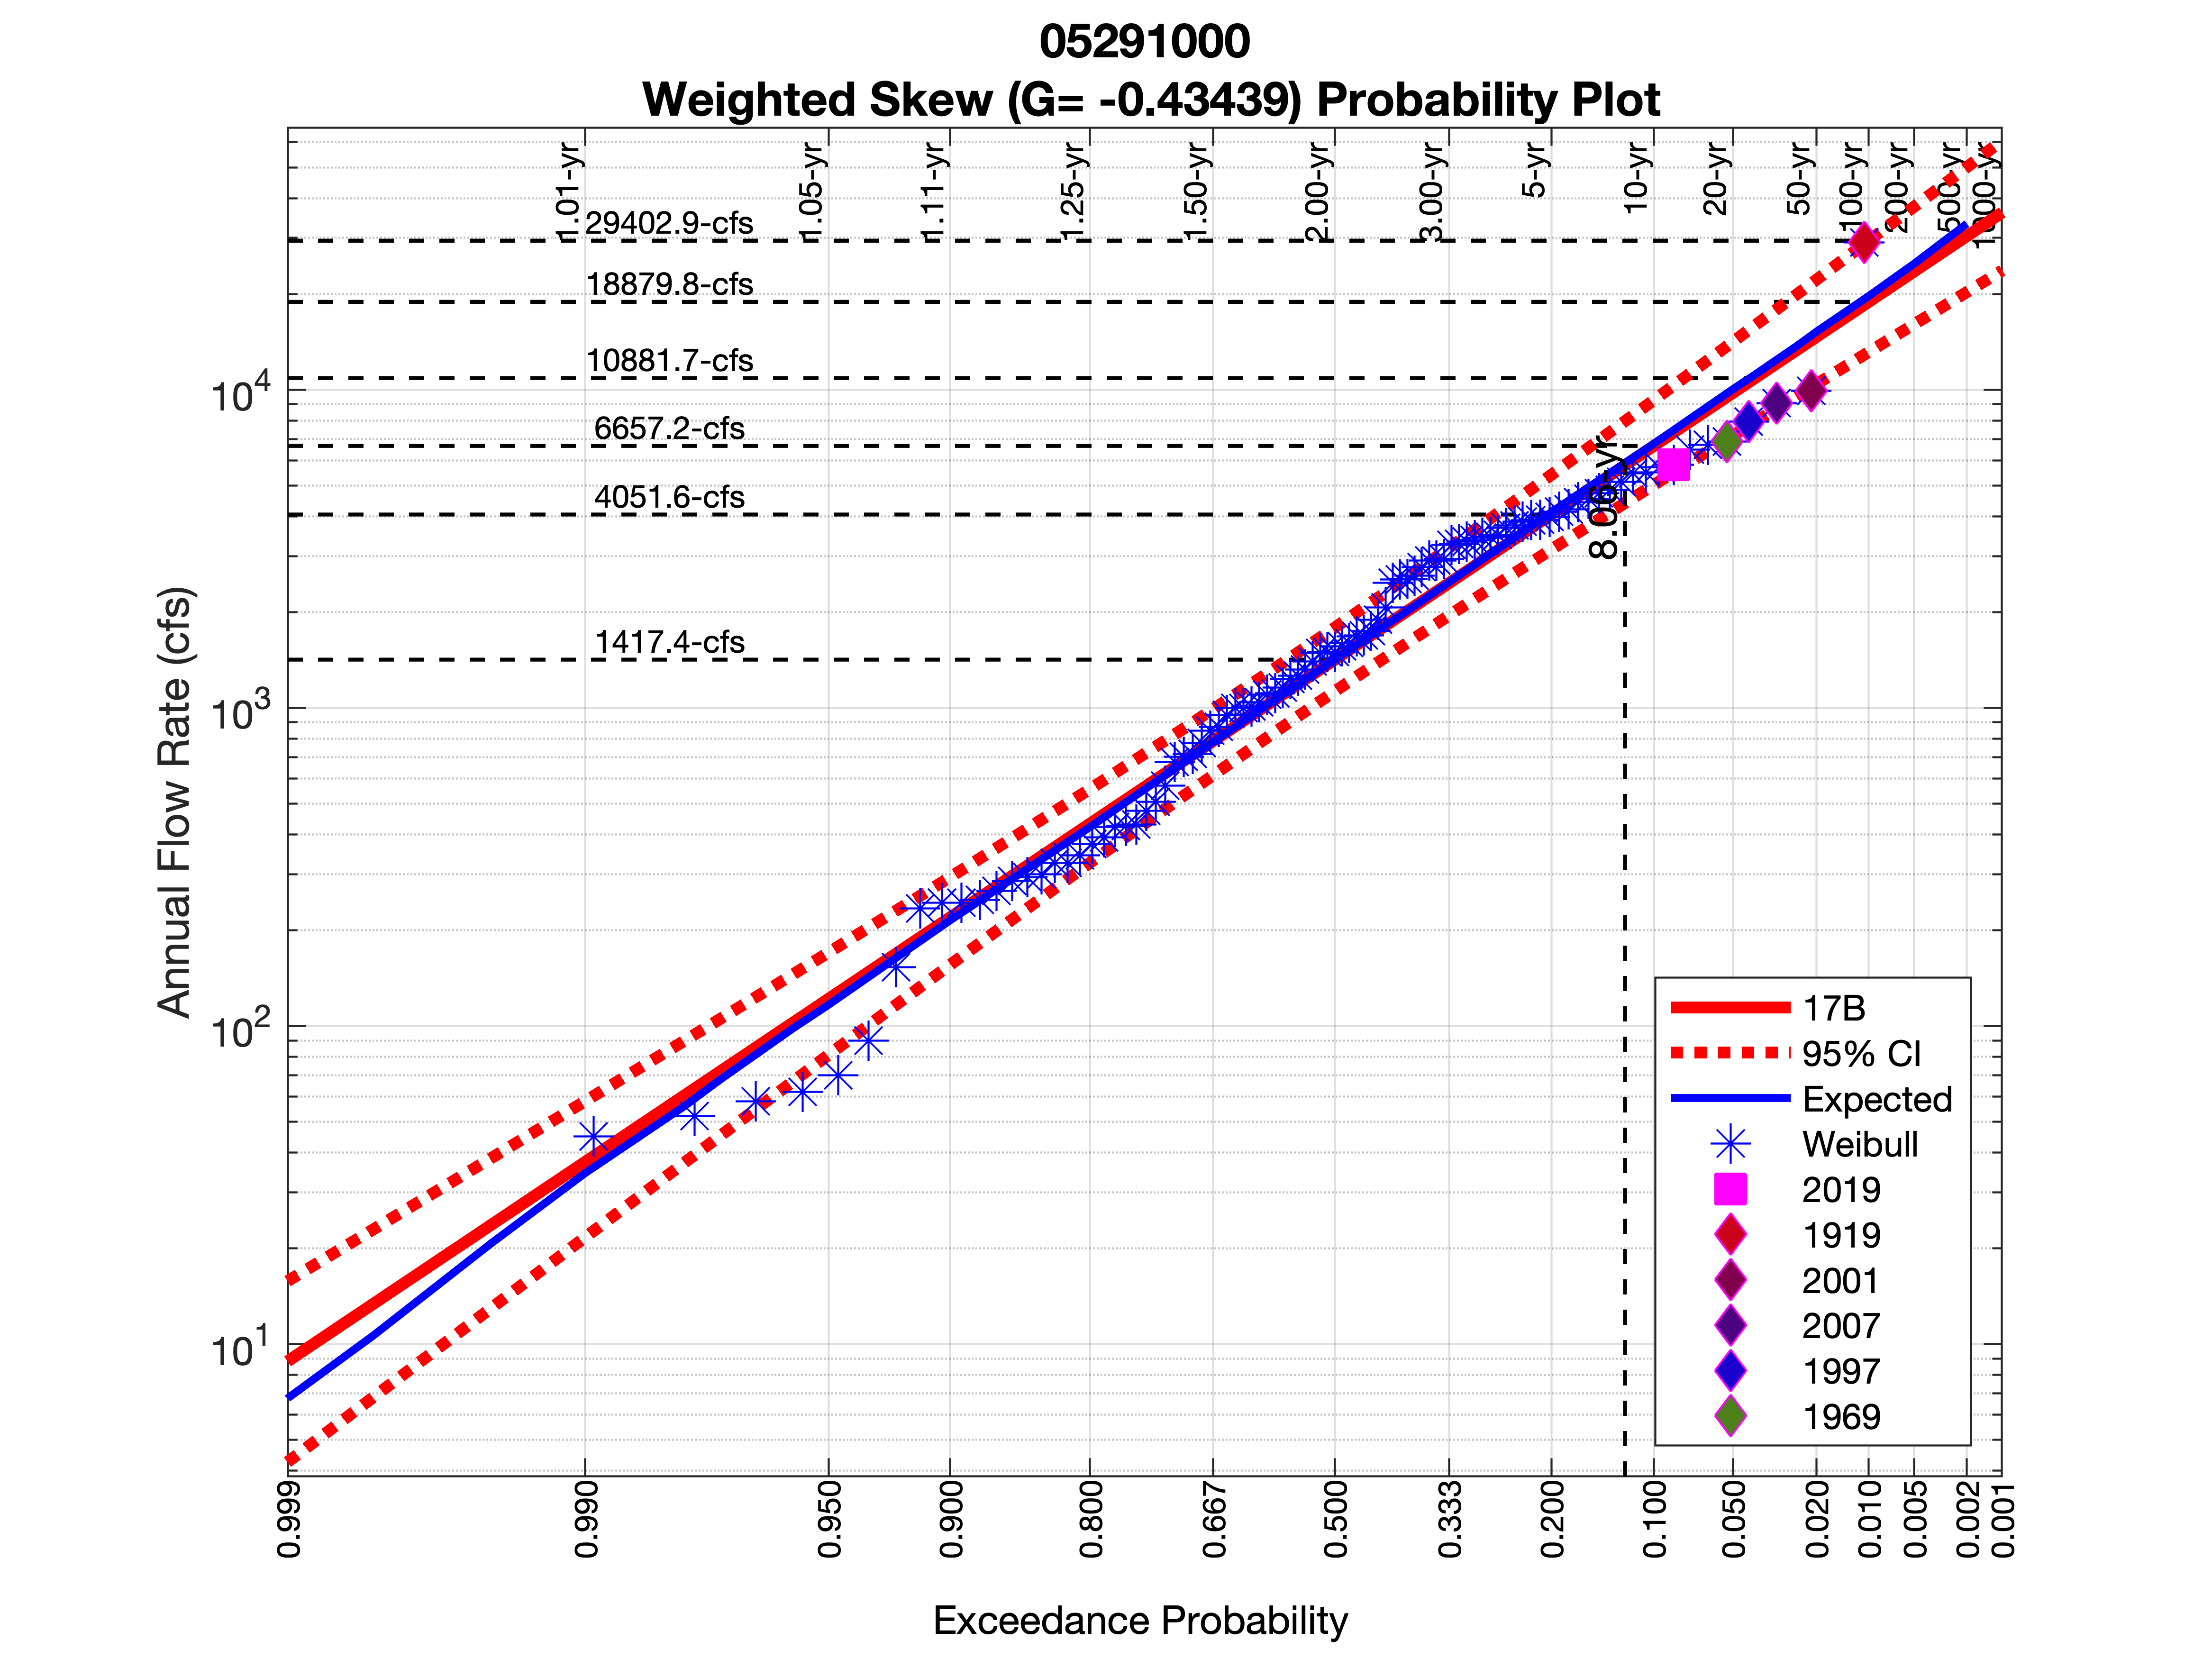 05291000
Weighted Skew (G= -0.43439) Probability Plot
1.01-yr
1.05-yr
1.11-yr
1.25-yr
1.50-yr
2.00-yr
3.00-yr
5-yr
10-yr
20-yr
50-yr
100-yr
200-yr
500-yr
1000-yr
29402.9-cfs
18879.8-cfs
10881.7-cfs
6657.2-cfs
4051.6-cfs
1417.4-cfs
8.06-yr
Annual Flow Rate (cfs)
10^4
10^3
10^2
10^1
17B
95% CI
Expected
Weibull
2019
1919
2001
2007
1997
1969
0.999
0.990
0.950
0.900
0.800
0.667
0.500
0.333
0.200
0.100
0.050
0.020
0.010
0.005
0.002
0.001
Exceedance Probability